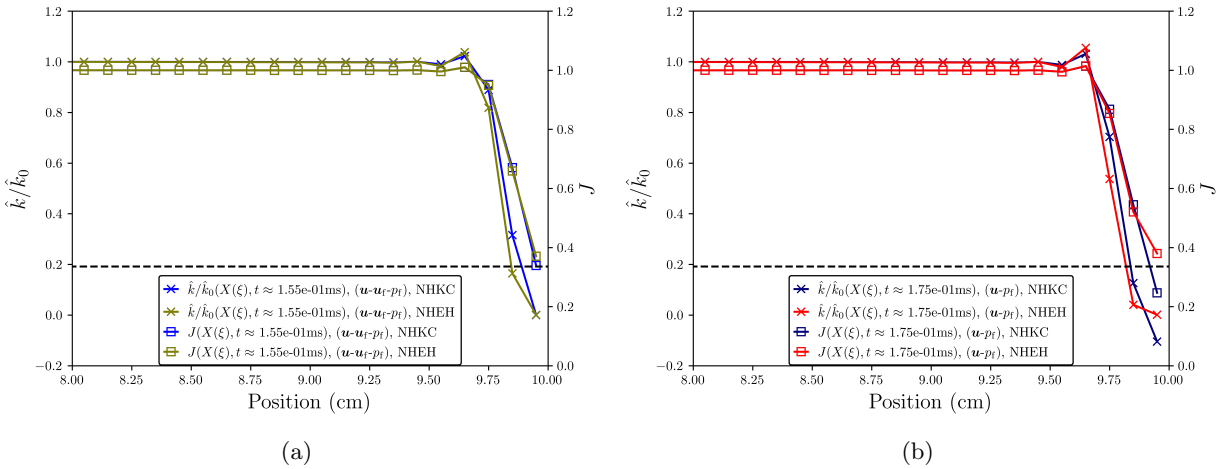 1.2
1.0
0.8
0.6
0.4
0.2
0.0
−0.2
k̂/k̂₀
1.2
1.0
0.8
0.6
0.4
0.2
0.0
J
k̂/k̂₀(X(ξ), t ≈ 1.55e-01ms), (u-u_f-p_f), NHKC
k̂/k̂₀(X(ξ), t ≈ 1.55e-01ms), (u-u_f-p_f), NHEH
J(X(ξ), t ≈ 1.55e-01ms), (u-u_f-p_f), NHKC
J(X(ξ), t ≈ 1.55e-01ms), (u-u_f-p_f), NHEH
8.00 8.25 8.50 8.75 9.00 9.25 9.50 9.75 10.00
Position (cm)
(a)
1.2
1.0
0.8
0.6
0.4
0.2
0.0
−0.2
k̂/k̂₀
1.2
1.0
0.8
0.6
0.4
0.2
0.0
J
k̂/k̂₀(X(ξ), t ≈ 1.75e-01ms), (u-p_f), NHKC
k̂/k̂₀(X(ξ), t ≈ 1.75e-01ms), (u-p_f), NHEH
J(X(ξ), t ≈ 1.75e-01ms), (u-p_f), NHKC
J(X(ξ), t ≈ 1.75e-01ms), (u-p_f), NHEH
8.00 8.25 8.50 8.75 9.00 9.25 9.50 9.75 10.00
Position (cm)
(b)